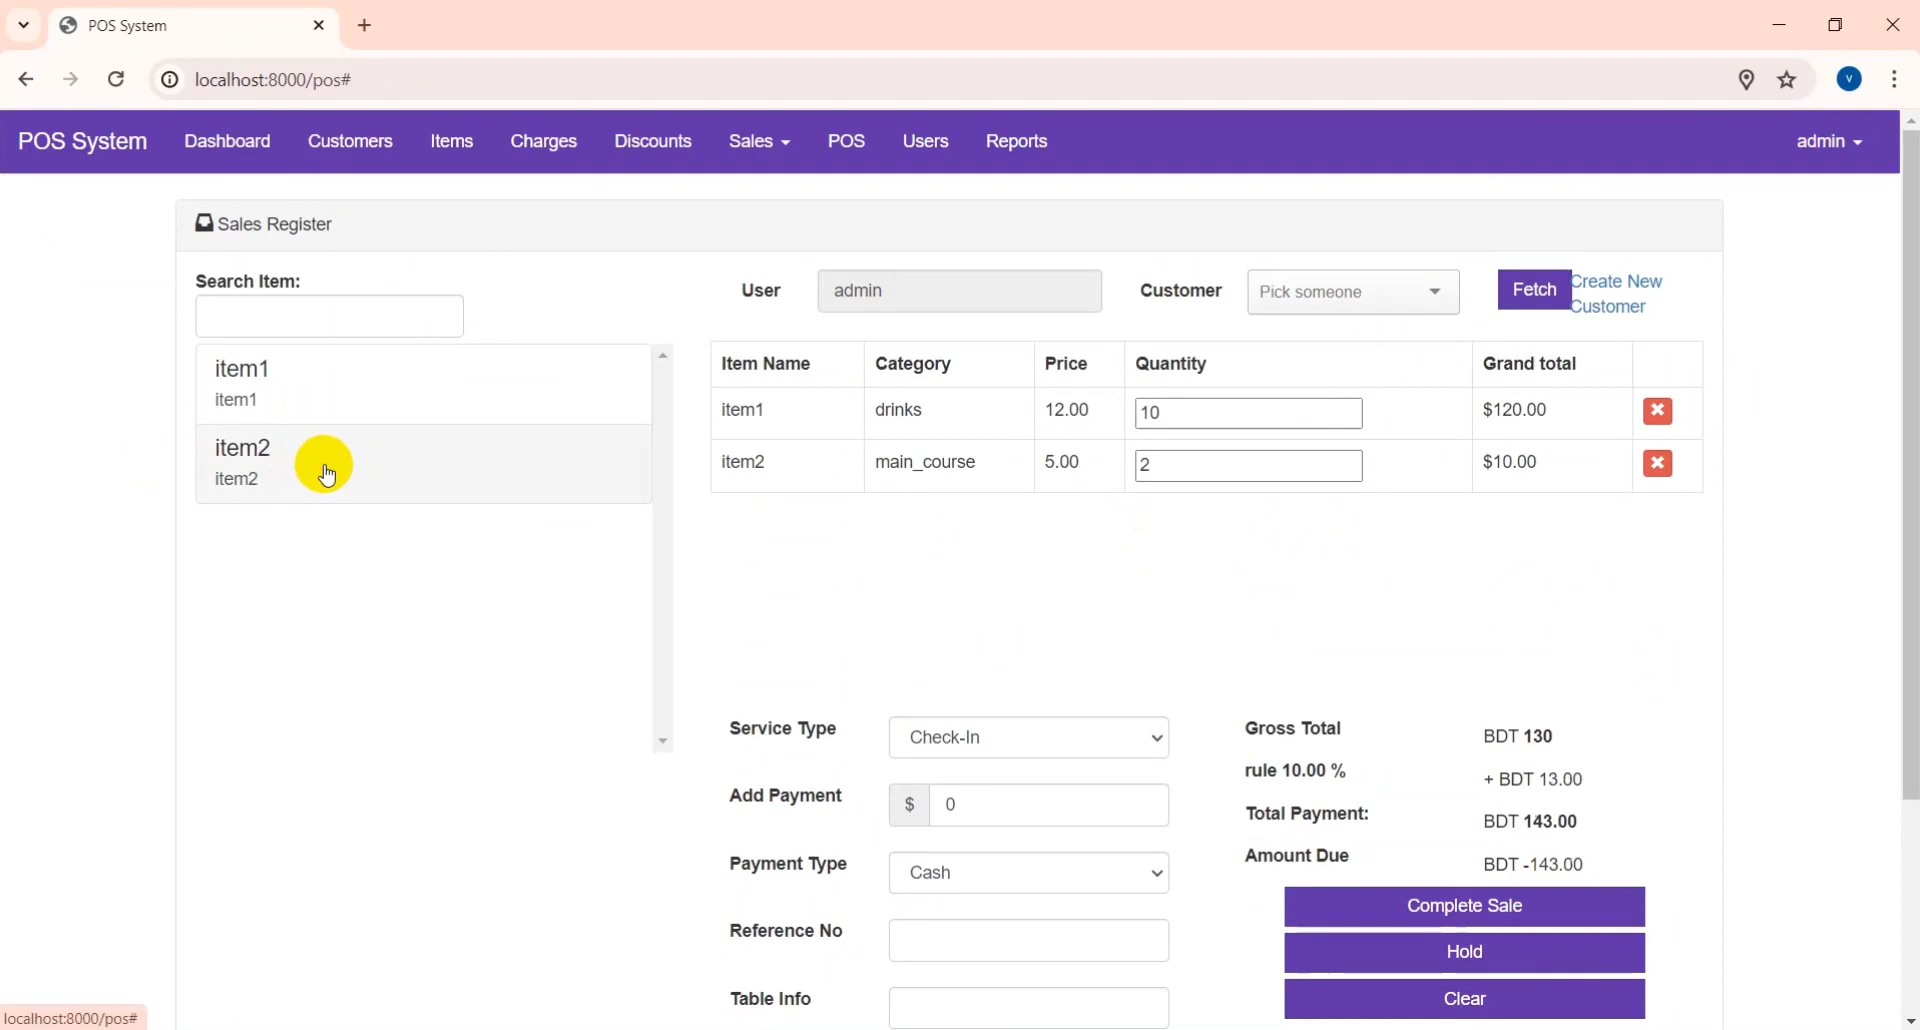 POS System
localhost:8000/pos#
V
POS System Dashboard Customers Items Charges Discounts Sales POS Users Reports admin
Sales Register
Search Item:
item1
item1
item2
item2
User admin Customer Pick someone Fetch Create New
Customer
Item Name Category Price Quantity Grand total
item1 drinks 12.00 10 $120.00
item2 main_course 5.00 2 $10.00
Service Type Check-In
Add Payment $ 0
Payment Type Cash
Reference No
Table Info
Gross Total BDT 130
rule 10.00 % + BDT 13.00
Total Payment: BDT 143.00
Amount Due BDT -143.00
Complete Sale
Hold
Clear
localhost:8000/pos#